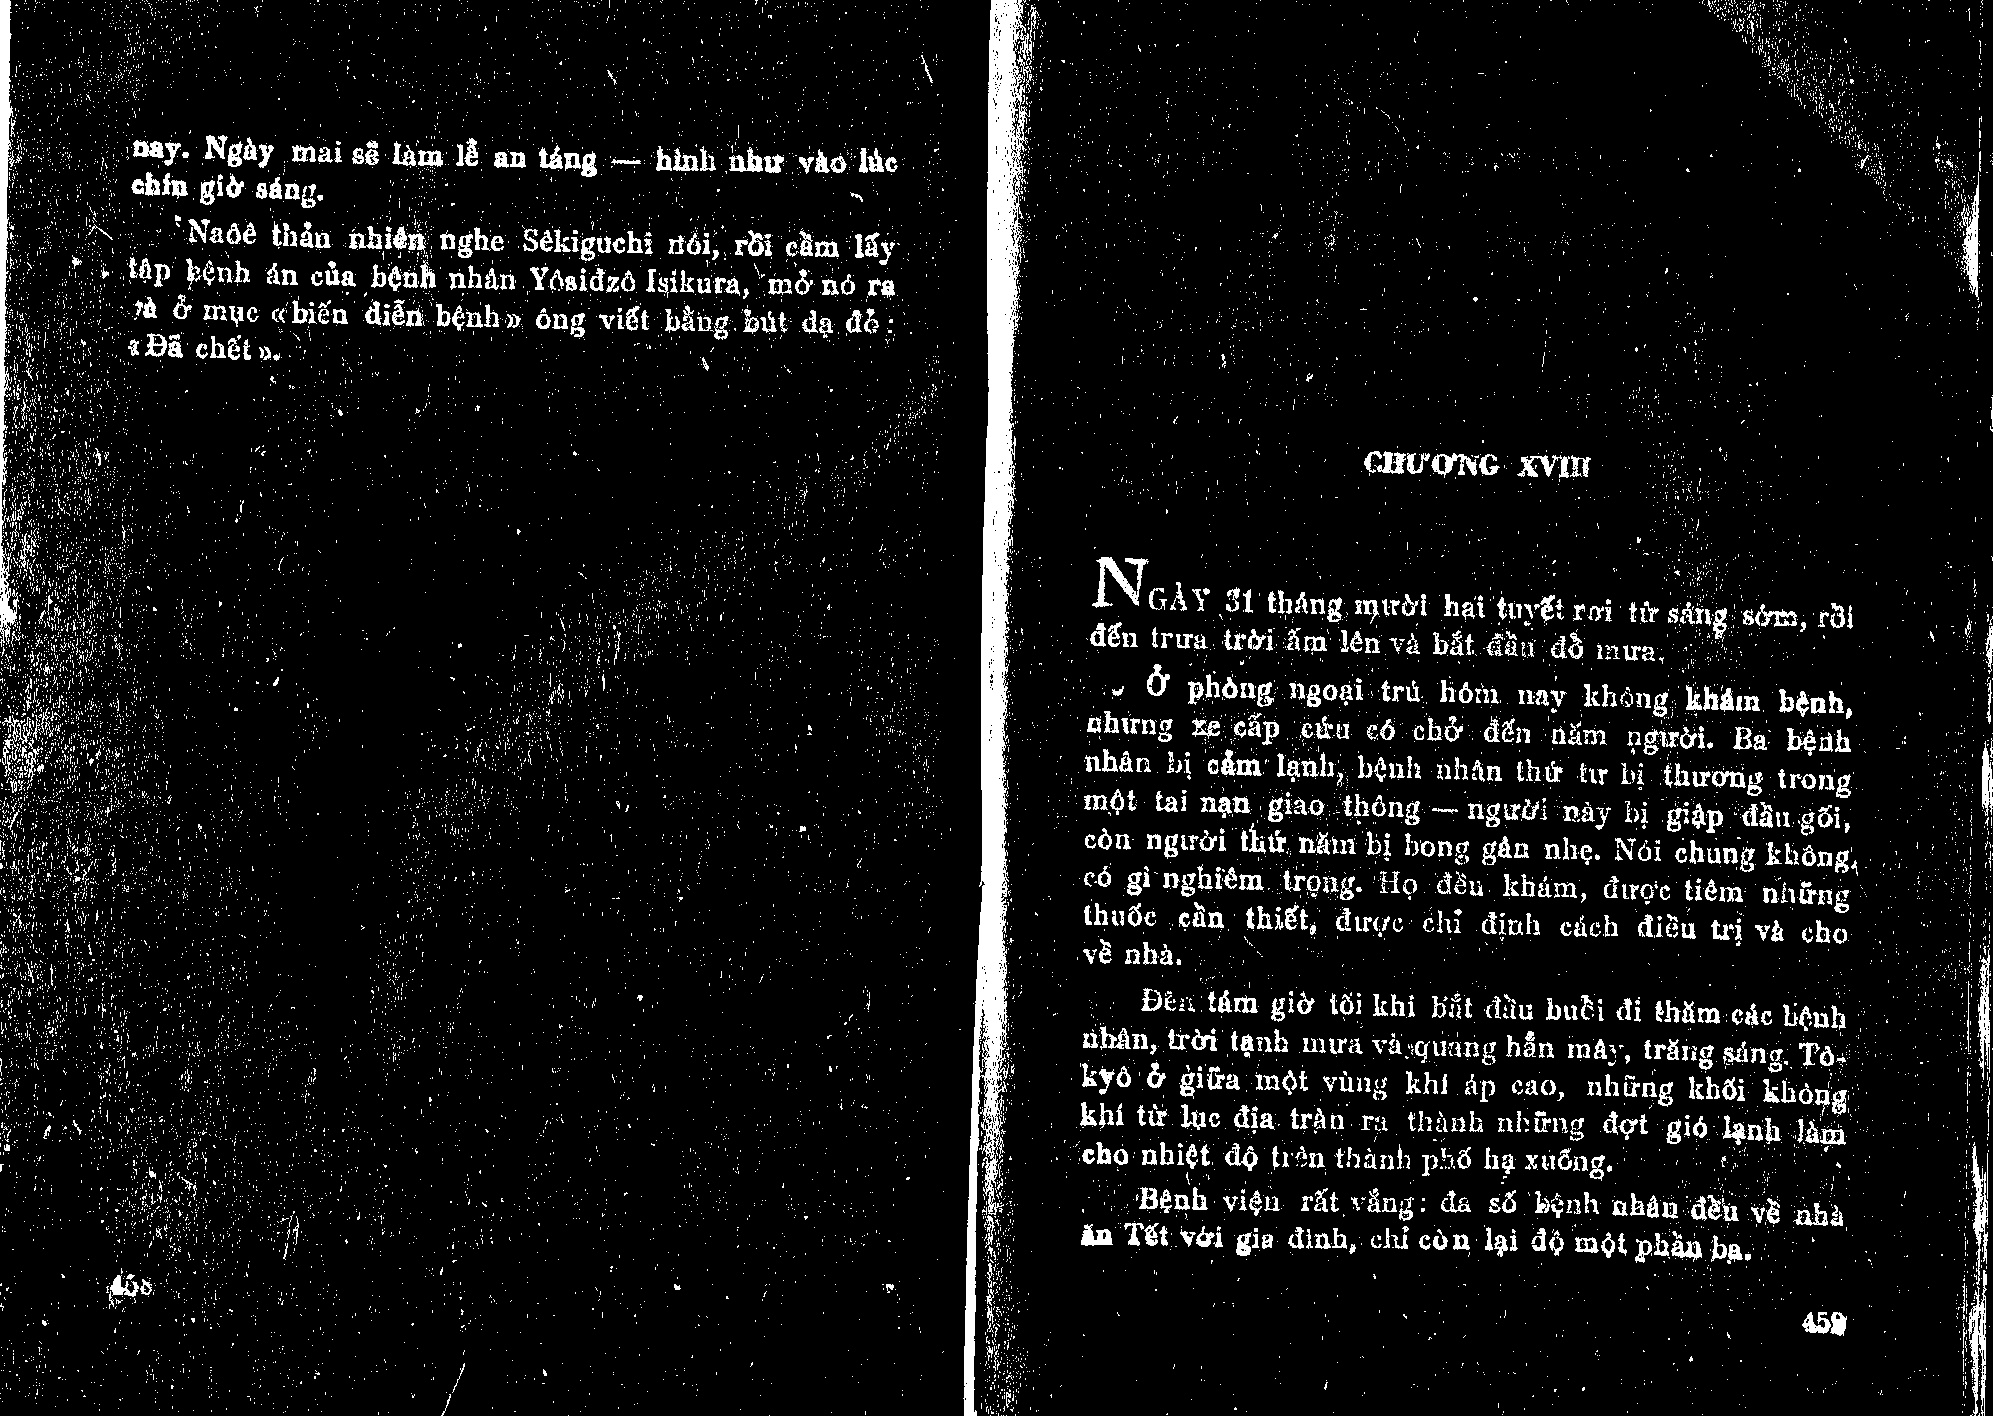 nay. Ngày mai sẽ làm lễ an táng — hình như vào lúc
chín giờ sáng.
Naôê thản nhiên nghe Sêkiguchi nói, rồi cầm lấy
tập bệnh án của bệnh nhân Yôsidzô Isikura, mở nó ra
và ở mục «biến diễn bệnh» ông viết bằng bút dạ đỏ:
«Đã chết».
458
CHƯƠNG XVIII
NGÀY 31 tháng mười hai tuyết rơi từ sáng sớm, rồi
đến trưa trời ấm lên và bắt đầu đổ mưa.
Ở phòng ngoại trú hôm nay không khám bệnh,
nhưng xe cấp cứu có chở đến năm người. Ba bệnh
nhân bị cảm lạnh, bệnh nhân thứ tư bị thương trong
một tai nạn giao thông — người này bị giập đầu gối,
còn người thứ năm bị bong gân nhẹ. Nói chung không
có gì nghiêm trọng. Họ đều khám, được tiêm những
thuốc cần thiết, được chỉ định cách điều trị và cho
về nhà.
Đến tám giờ tối khi bắt đầu buổi đi thăm các bệnh
nhân, trời tạnh mưa và quang hẳn mây, trăng sáng. Tô-
kyô ở giữa một vùng khí áp cao, những khối không
khí từ lục địa tràn ra thành những đợt gió lạnh làm
cho nhiệt độ trên thành phố hạ xuống.
Bệnh viện rất vắng: đa số bệnh nhân đều về nhà
ăn Tết với gia đình, chỉ còn lại độ một phần ba.
459